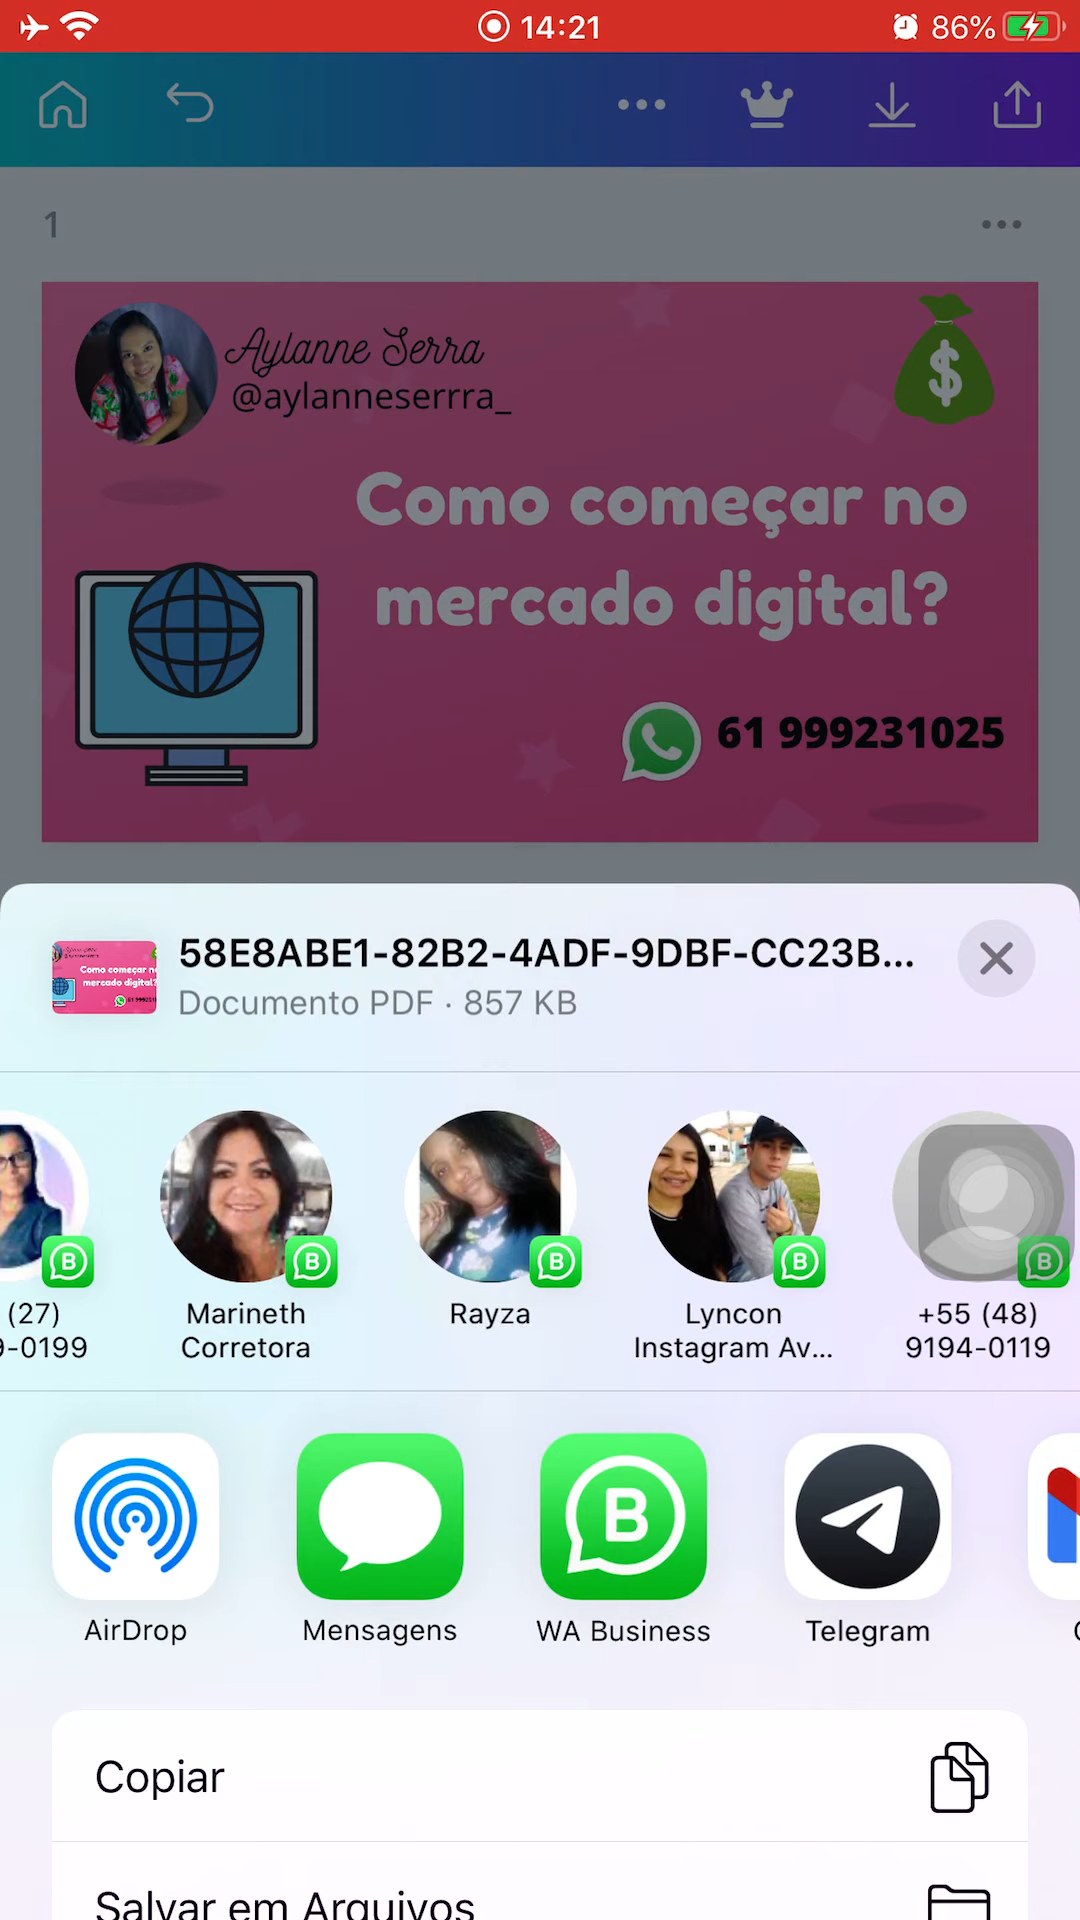 14:21
86%
1
Aylanne Serra
@aylanneserrra_
Como começar no
mercado digital?
61 999231025
58E8ABE1-82B2-4ADF-9DBF-CC23B...
Documento PDF · 857 KB
(27)
9-0199
Marineth
Corretora
Rayza
Lyncon
Instagram Av...
+55 (48)
9194-0119
AirDrop
Mensagens
WA Business
Telegram
Copiar
Salvar em Arquivos